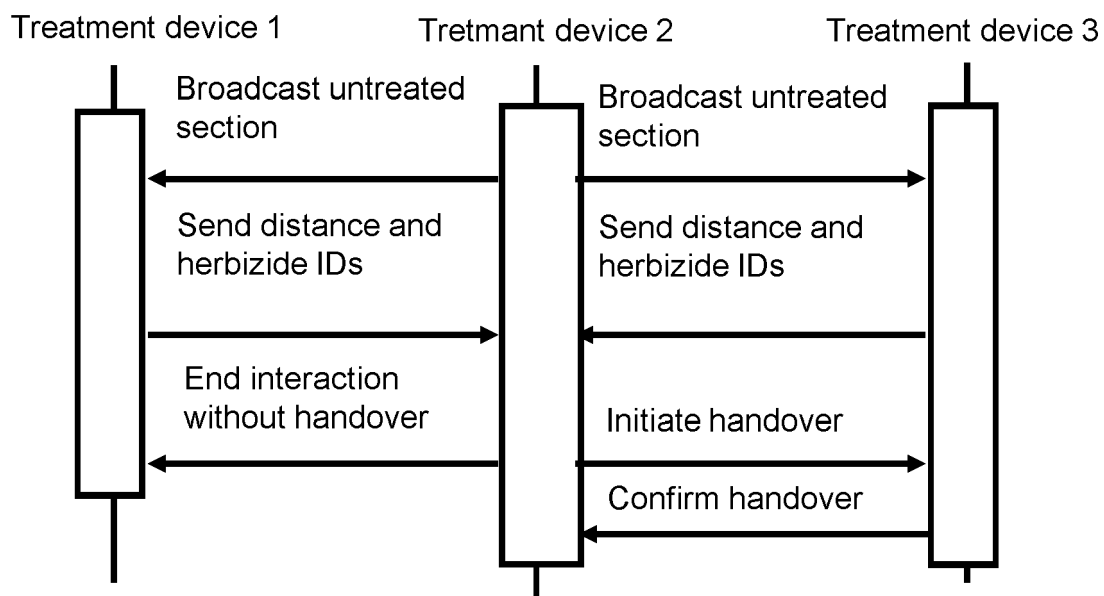 Treatment device 1
Tretmant device 2
Treatment device 3
Broadcast untreated
section
Broadcast untreated
section
Send distance and
herbizide IDs
Send distance and
herbizide IDs
End interaction
without handover
Initiate handover
Confirm handover